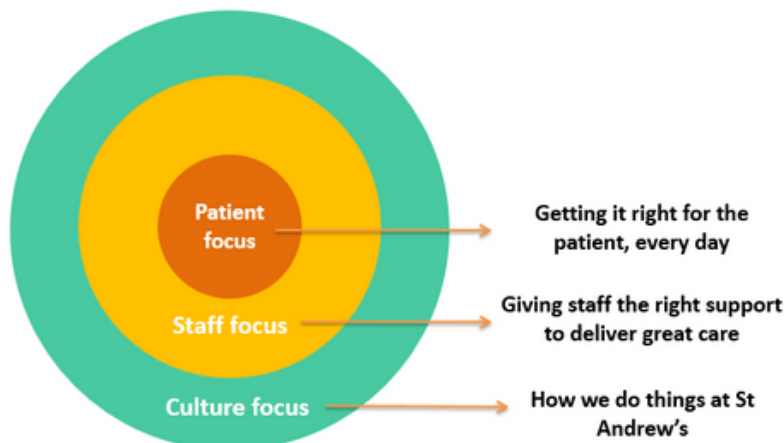 Patient
focus
Getting it right for the
patient, every day
Staff focus
Giving staff the right support
to deliver great care
Culture focus
How we do things at St
Andrew's